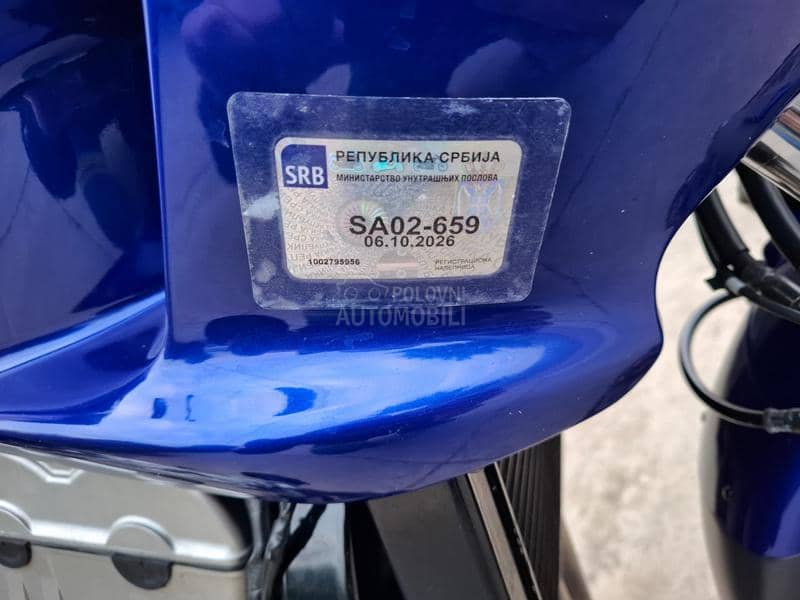 SRB
РЕПУБЛИКА СРБИЈА
МИНИСТАРСТВО УНУТРАШЊИХ ПОСЛОВА
SA02-659
06.10.2026
1002795956
РЕГИСТРАЦИОНА
НАЛЕПНИЦА
POLOVNI
AUTOMOBILI